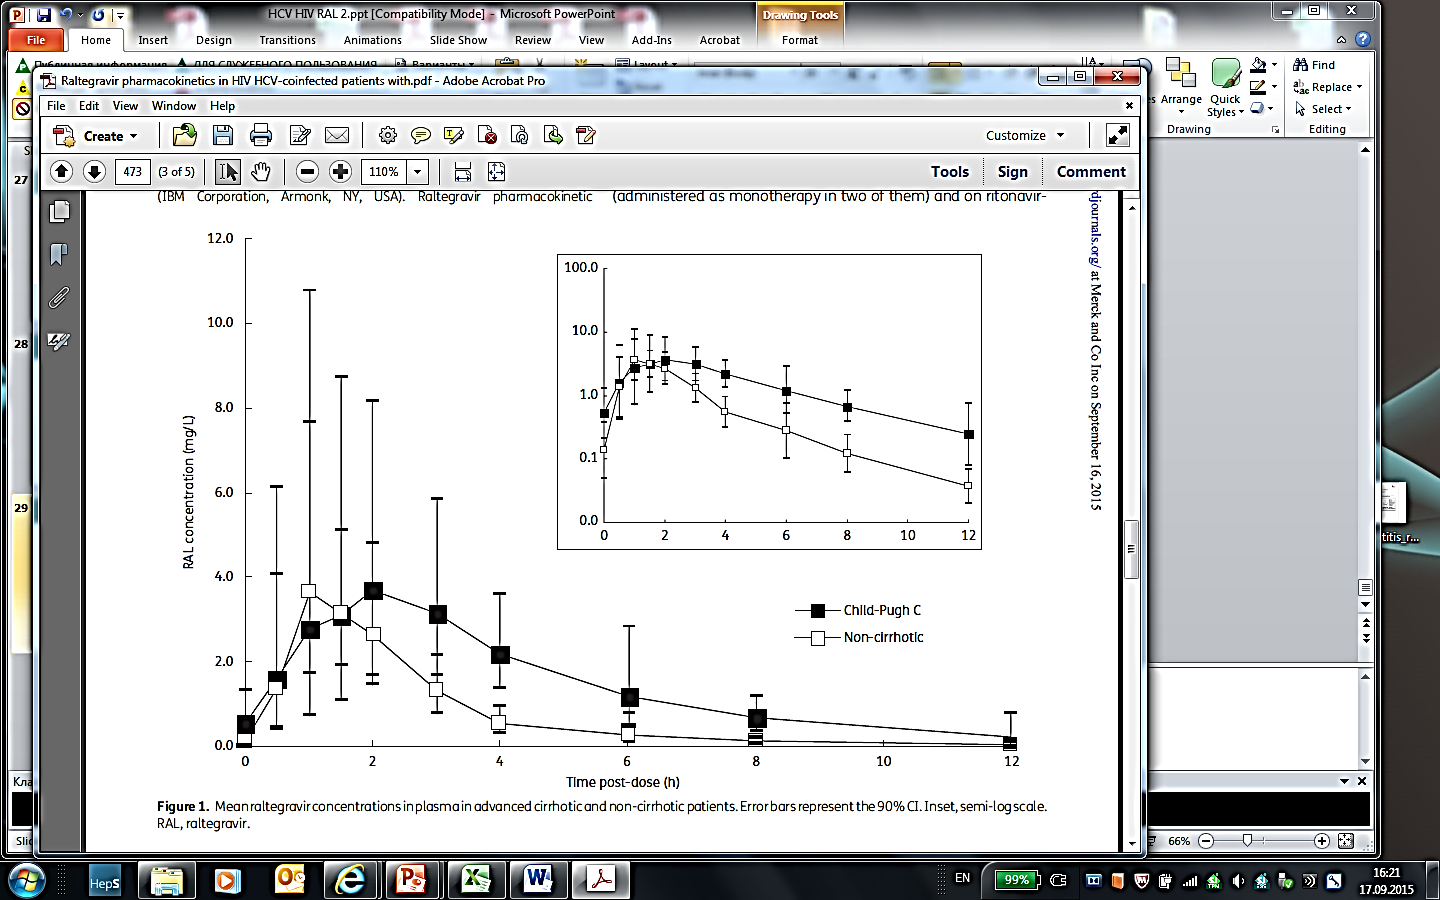 HCV HIV RAL 2.ppt [Compatibility Mode] - Microsoft PowerPoint
Drawing Tools
File
Home
Insert
Design
Transitions
Animations
Slide Show
Review
View
Add-Ins
Acrobat
Format
Raltegravir pharmacokinetics in HIV HCV-coinfected patients with.pdf - Adobe Acrobat Pro
File Edit View Window Help
Create
Customize
473 (3 of 5)
110%
Tools Sign Comment
Arrange
Quick Styles
Drawing
Find
Replace
Select
Editing
27
28
29
(IBM Corporation, Armonk, NY, USA). Raltegravir pharmacokinetic
(administered as monotherapy in two of them) and on ritonavir-
djournals.org/ at Merck and Co Inc on September 16, 2015
RAL concentration (mg/L)
12.0
10.0
8.0
6.0
4.0
2.0
0.0
0 2 4 6 8 10 12
Time post-dose (h)
100.0
10.0
1.0
0.1
0.0
0 2 4 6 8 10 12
Child-Pugh C
Non-cirrhotic
Figure 1. Mean raltegravir concentrations in plasma in advanced cirrhotic and non-cirrhotic patients. Error bars represent the 90% CI. Inset, semi-log scale.
RAL, raltegravir.
titis_r...
Кла
Slid
66%
HepS
EN
99%
16:21
17.09.2015